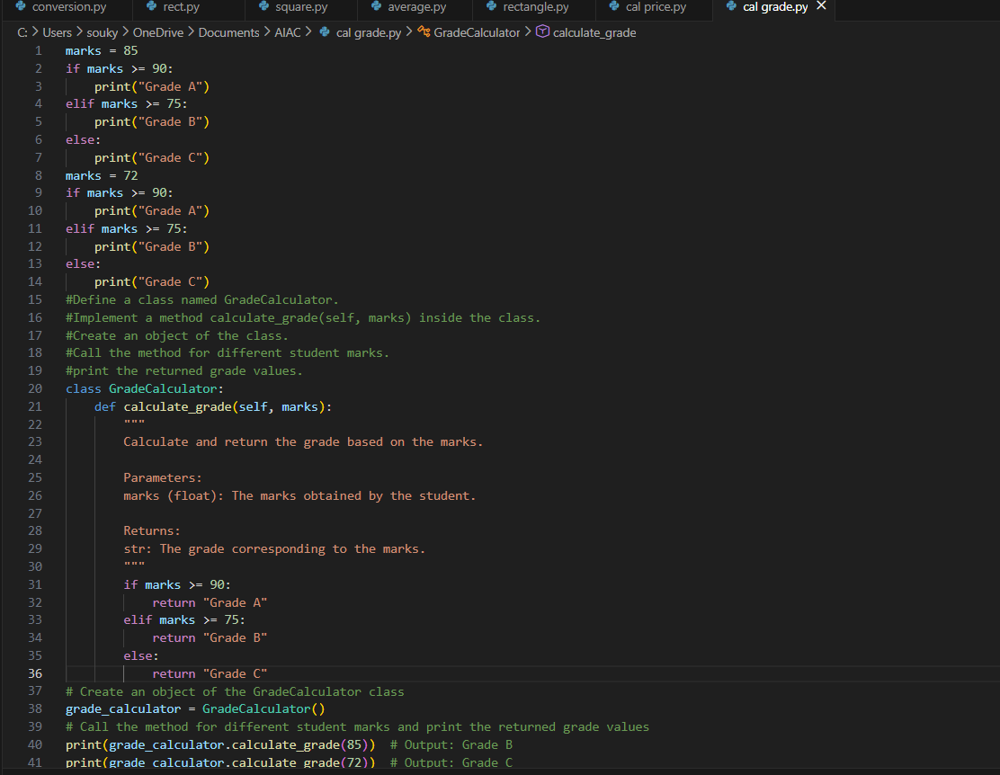 conversion.py rect.py square.py average.py rectangle.py cal price.py cal grade.py
C: > Users > souky > OneDrive > Documents > AIAC > cal grade.py > GradeCalculator > calculate_grade
1 marks = 85
2 if marks >= 90:
3     print("Grade A")
4 elif marks >= 75:
5     print("Grade B")
6 else:
7     print("Grade C")
8 marks = 72
9 if marks >= 90:
10     print("Grade A")
11 elif marks >= 75:
12     print("Grade B")
13 else:
14     print("Grade C")
15 #Define a class named GradeCalculator.
16 #Implement a method calculate_grade(self, marks) inside the class.
17 #Create an object of the class.
18 #Call the method for different student marks.
19 #print the returned grade values.
20 class GradeCalculator:
21     def calculate_grade(self, marks):
22         """
23         Calculate and return the grade based on the marks.
24
25         Parameters:
26         marks (float): The marks obtained by the student.
27
28         Returns:
29         str: The grade corresponding to the marks.
30         """
31         if marks >= 90:
32             return "Grade A"
33         elif marks >= 75:
34             return "Grade B"
35         else:
36             return "Grade C"
37 # Create an object of the GradeCalculator class
38 grade_calculator = GradeCalculator()
39 # Call the method for different student marks and print the returned grade values
40 print(grade_calculator.calculate_grade(85))  # Output: Grade B
41 print(grade_calculator.calculate_grade(72))  # Output: Grade C